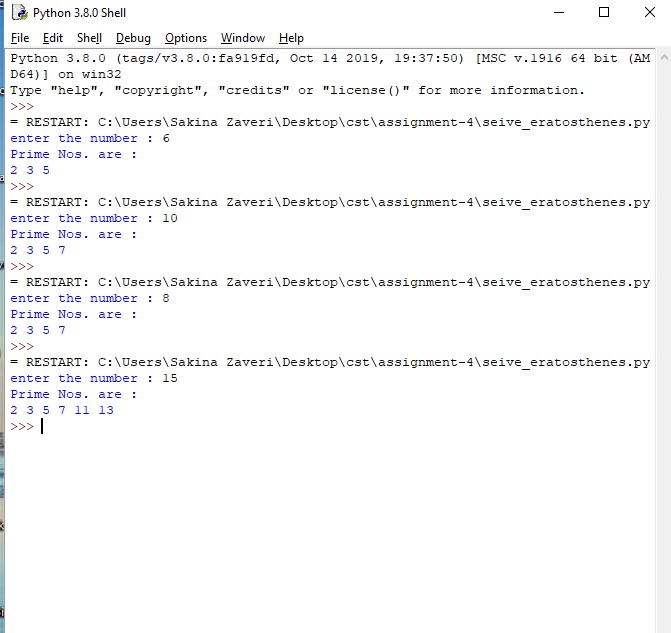 Python 3.8.0 Shell
File Edit Shell Debug Options Window Help
Python 3.8.0 (tags/v3.8.0:fa919fd, Oct 14 2019, 19:37:50) [MSC v.1916 64 bit (AM
D64)] on win32
Type "help", "copyright", "credits" or "license()" for more information.
>>>
= RESTART: C:\Users\Sakina Zaveri\Desktop\cst\assignment-4\seive_eratosthenes.py
enter the number : 6
Prime Nos. are :
2 3 5
>>>
= RESTART: C:\Users\Sakina Zaveri\Desktop\cst\assignment-4\seive_eratosthenes.py
enter the number : 10
Prime Nos. are :
2 3 5 7
>>>
= RESTART: C:\Users\Sakina Zaveri\Desktop\cst\assignment-4\seive_eratosthenes.py
enter the number : 8
Prime Nos. are :
2 3 5 7
>>>
= RESTART: C:\Users\Sakina Zaveri\Desktop\cst\assignment-4\seive_eratosthenes.py
enter the number : 15
Prime Nos. are :
2 3 5 7 11 13
>>>